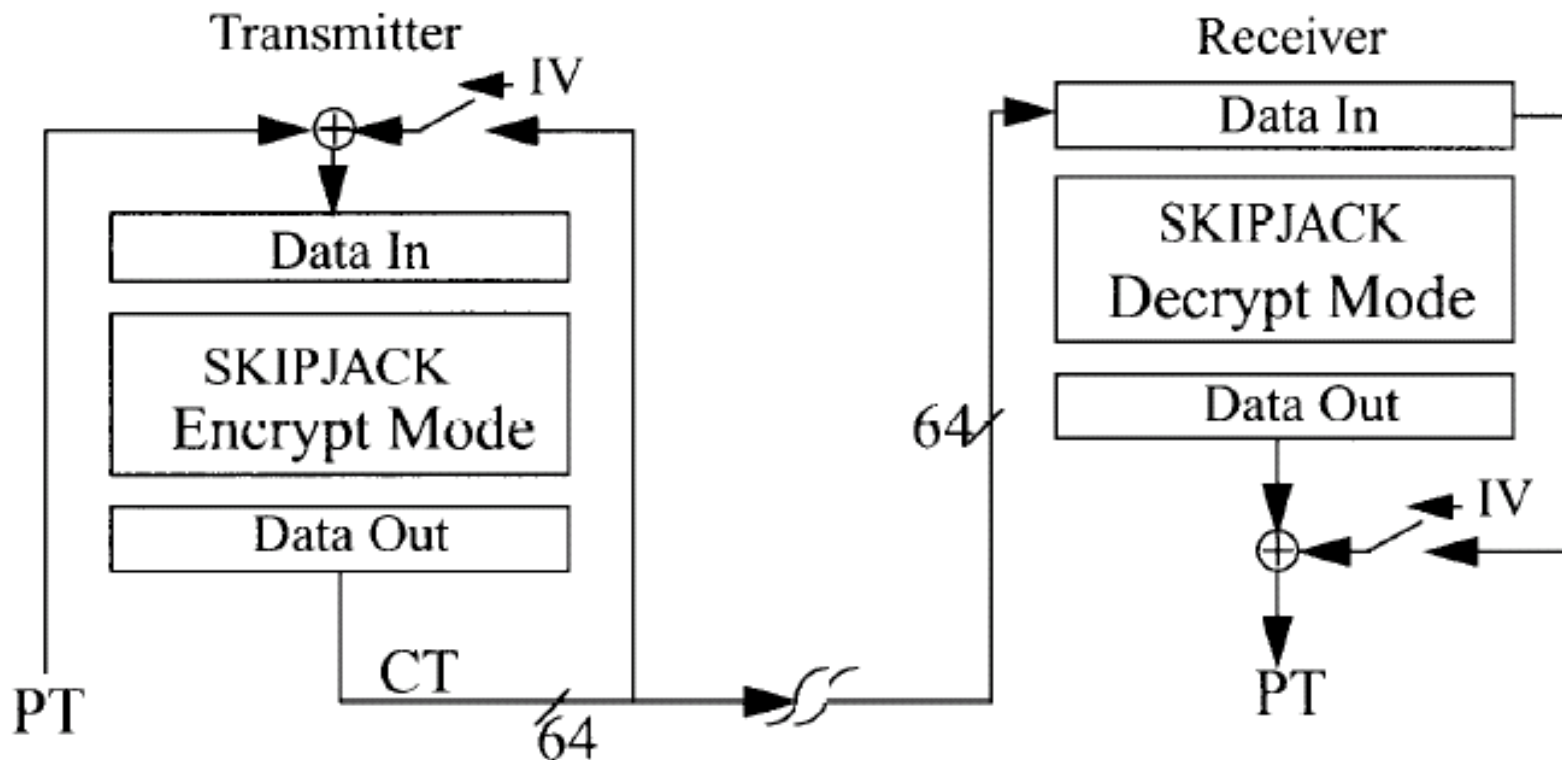 Transmitter
IV
Data In
SKIPJACK
Encrypt Mode
Data Out
CT
PT
64
Receiver
Data In
SKIPJACK
Decrypt Mode
64
Data Out
IV
PT